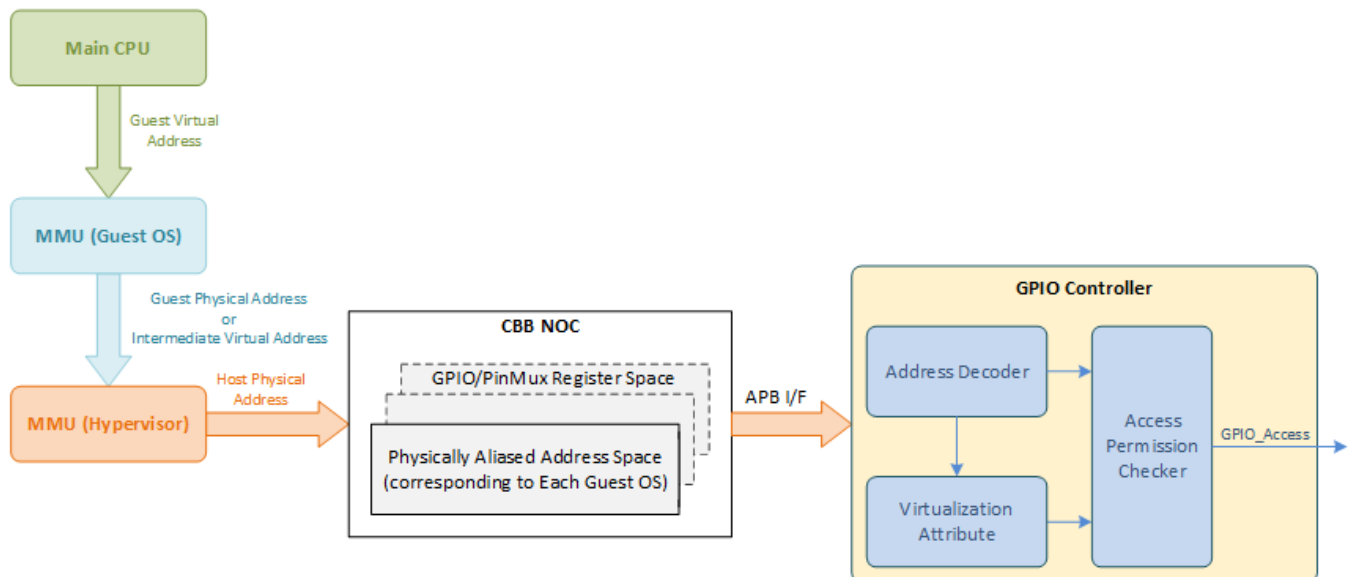 Main CPU
Guest Virtual
Address
MMU (Guest OS)
Guest Physical Address
or
Intermediate Virtual Address
MMU (Hypervisor)
Host Physical
Address
CBB NOC
GPIO/PinMux Register Space
Physically Aliased Address Space
(corresponding to Each Guest OS)
APB I/F
GPIO Controller
Address Decoder
Virtualization
Attribute
Access
Permission
Checker
GPIO_Access